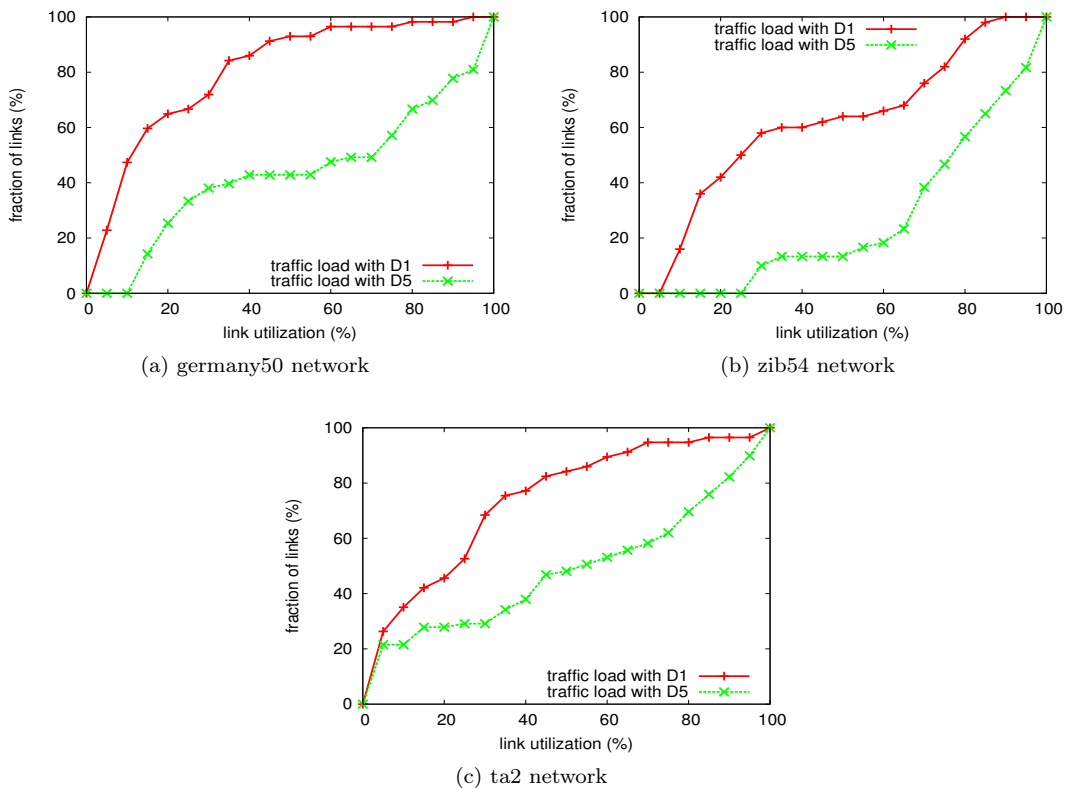 100
80
60
40
20
0
fraction of links (%)
traffic load with D1
traffic load with D5
0 20 40 60 80 100
link utilization (%)
(a) germany50 network
100
80
60
40
20
0
fraction of links (%)
traffic load with D1
traffic load with D5
0 20 40 60 80 100
link utilization (%)
(b) zib54 network
100
80
60
40
20
0
fraction of links (%)
traffic load with D1
traffic load with D5
0 20 40 60 80 100
link utilization (%)
(c) ta2 network